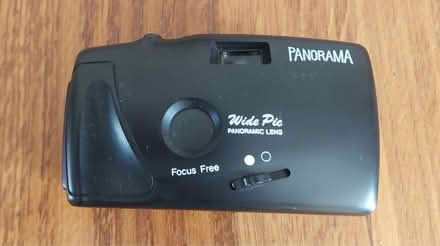 PANORAMA
Wide Pic
PANORAMIC LENS
Focus Free